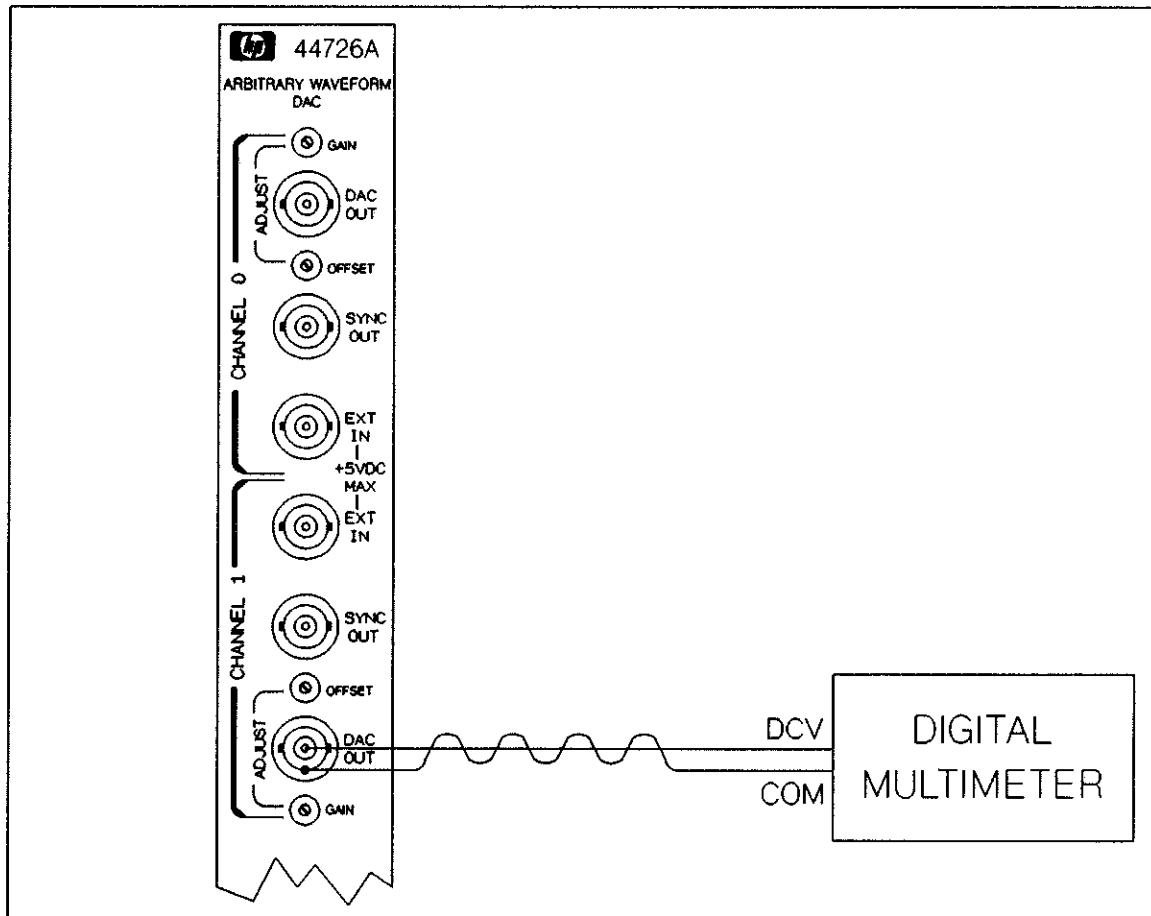 hp 44726A
ARBITRARY WAVEFORM
DAC
GAIN
ADJUST
DAC
OUT
OFFSET
CHANNEL 0
SYNC
OUT
EXT
IN
+5VDC
MAX
EXT
IN
CHANNEL 1
SYNC
OUT
OFFSET
ADJUST
DAC
OUT
GAIN
DCV
COM
DIGITAL
MULTIMETER